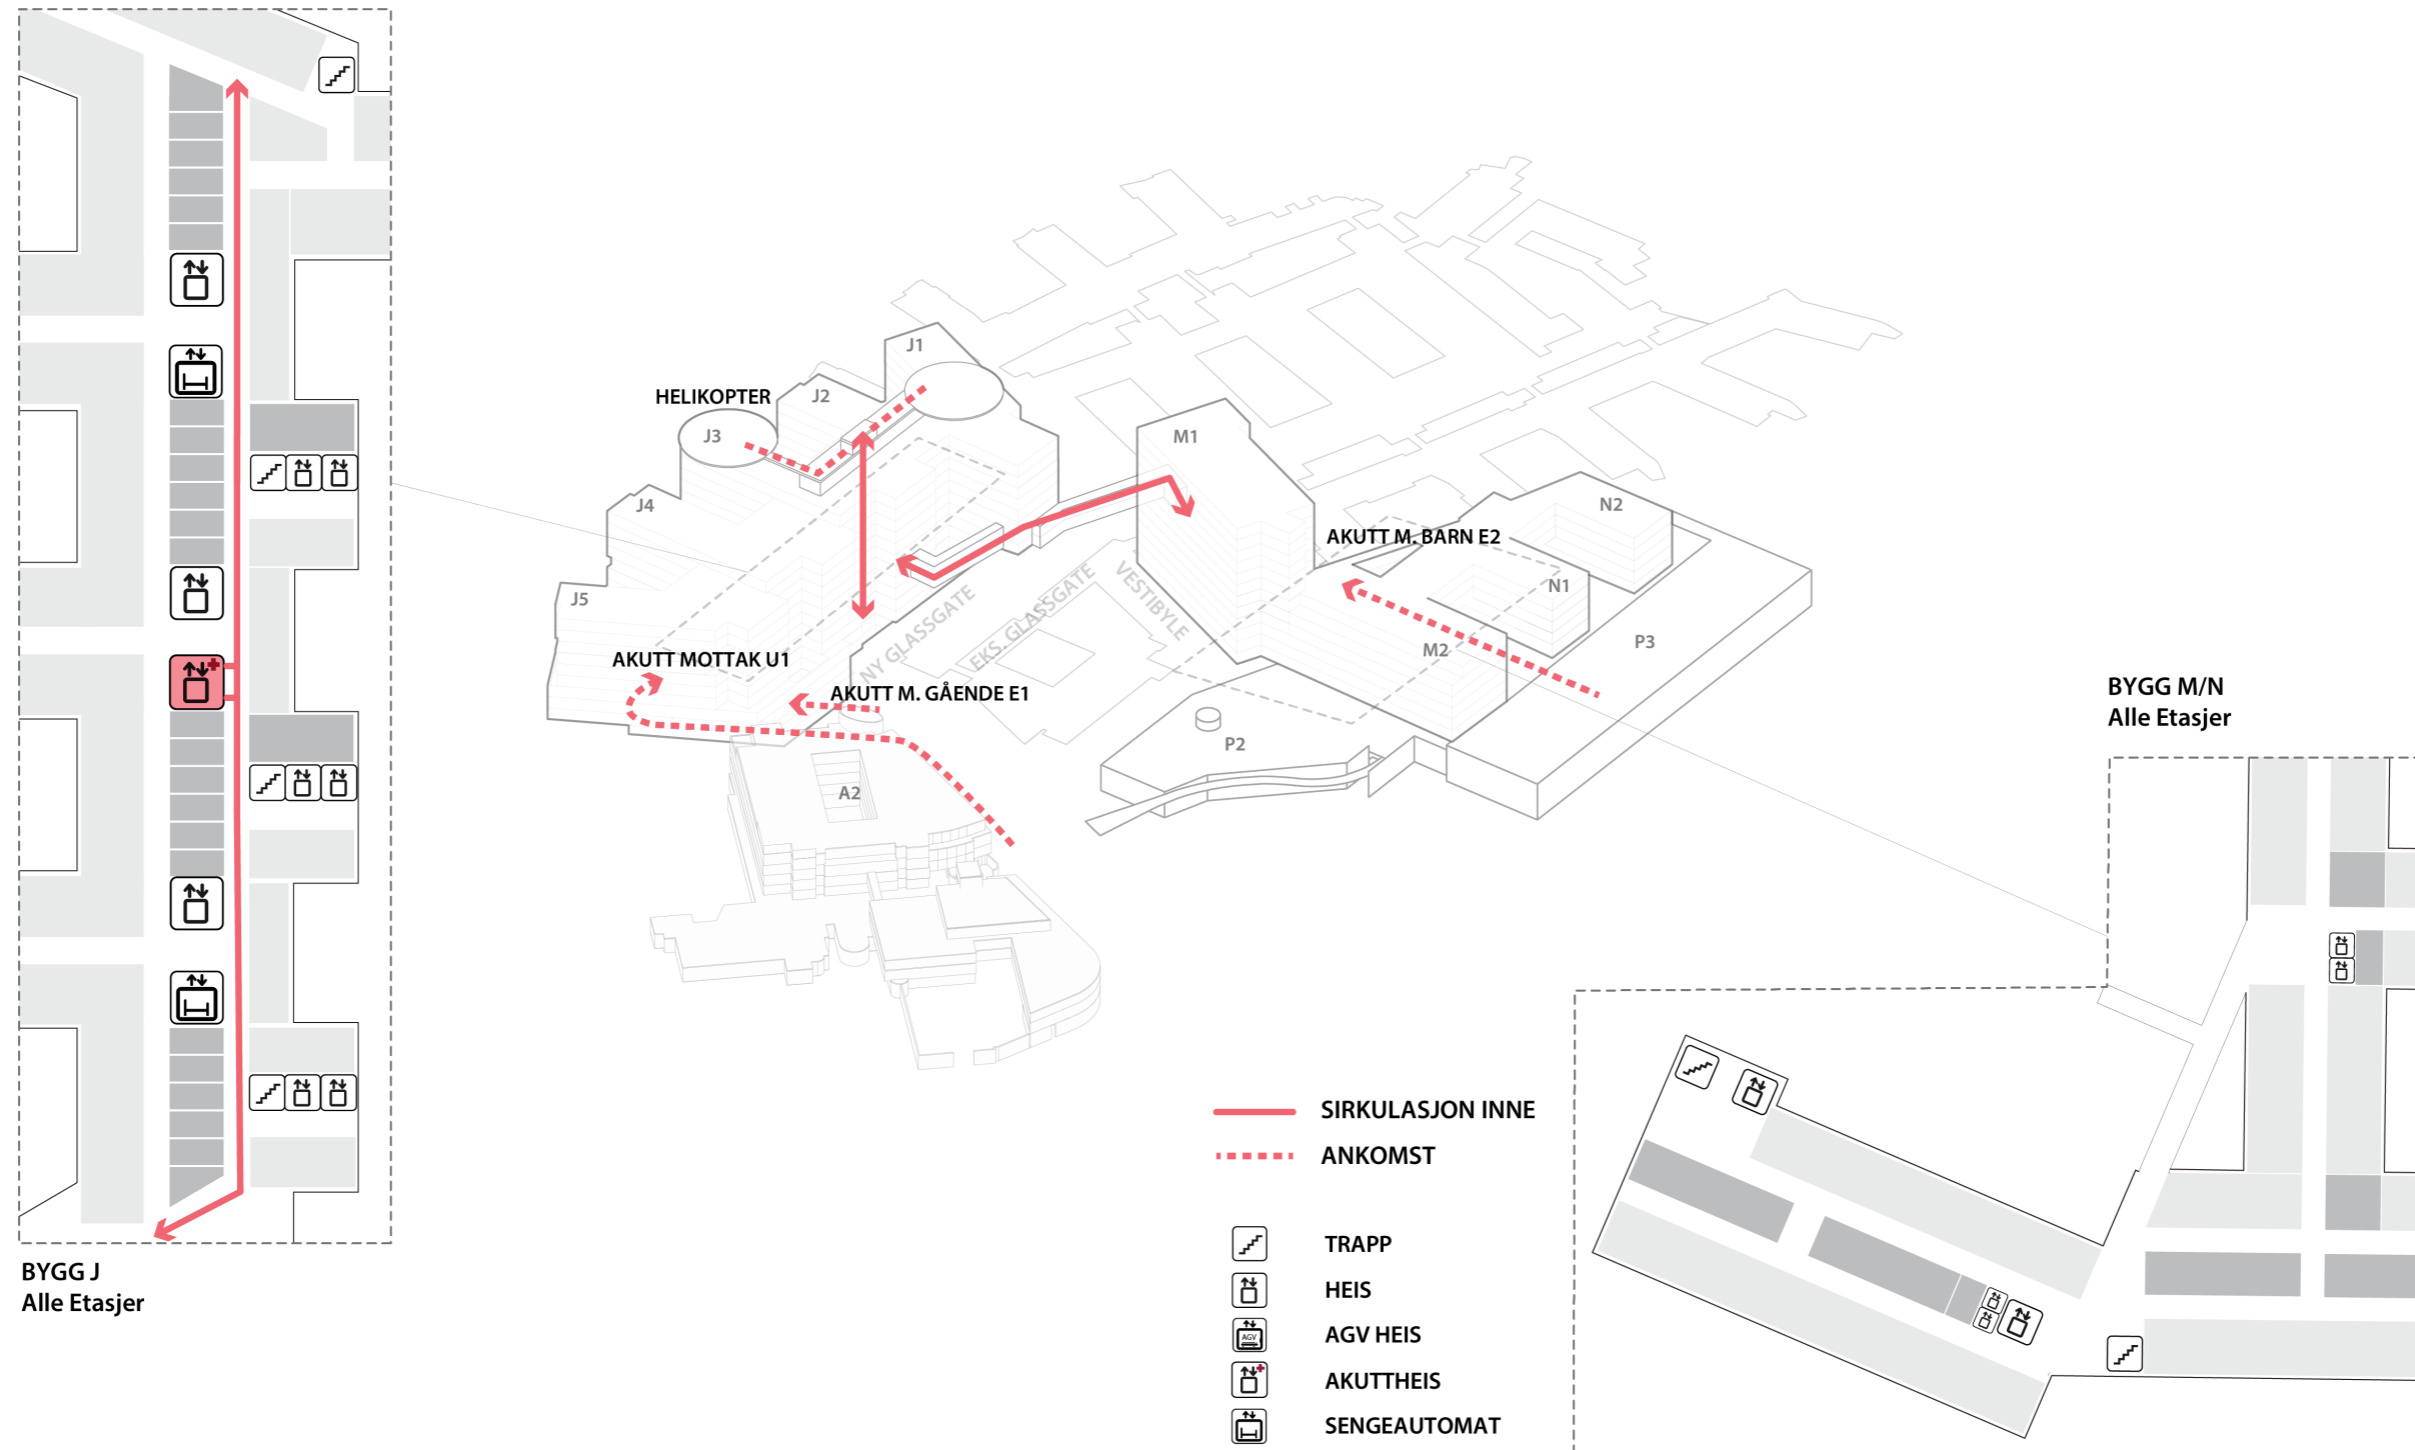 J1
HELIKOPTER
J2
J3
M1
J4
N2
AKUTT M. BARN E2
J5
NY GLASSGATE
EKS. GLASSGATE
VESTIBYLE
N1
P3
M2
AKUTT MOTTAK U1
AKUTT M. GÅENDE E1
P2
A2
BYGG M/N
Alle Etasjer
BYGG J
Alle Etasjer
SIRKULASJON INNE
ANKOMST
TRAPP
HEIS
AGV
AGV HEIS
AKUTTHEIS
SENGEAUTOMAT